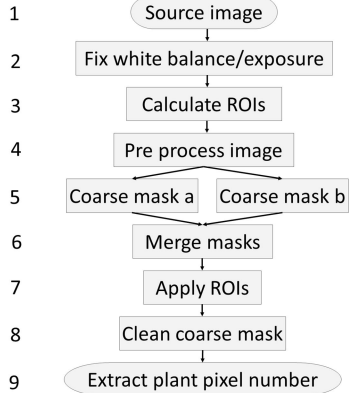 1 Source image
2 Fix white balance/exposure
3 Calculate ROIs
4 Pre process image
5 Coarse mask a Coarse mask b
6 Merge masks
7 Apply ROIs
8 Clean coarse mask
9 Extract plant pixel number